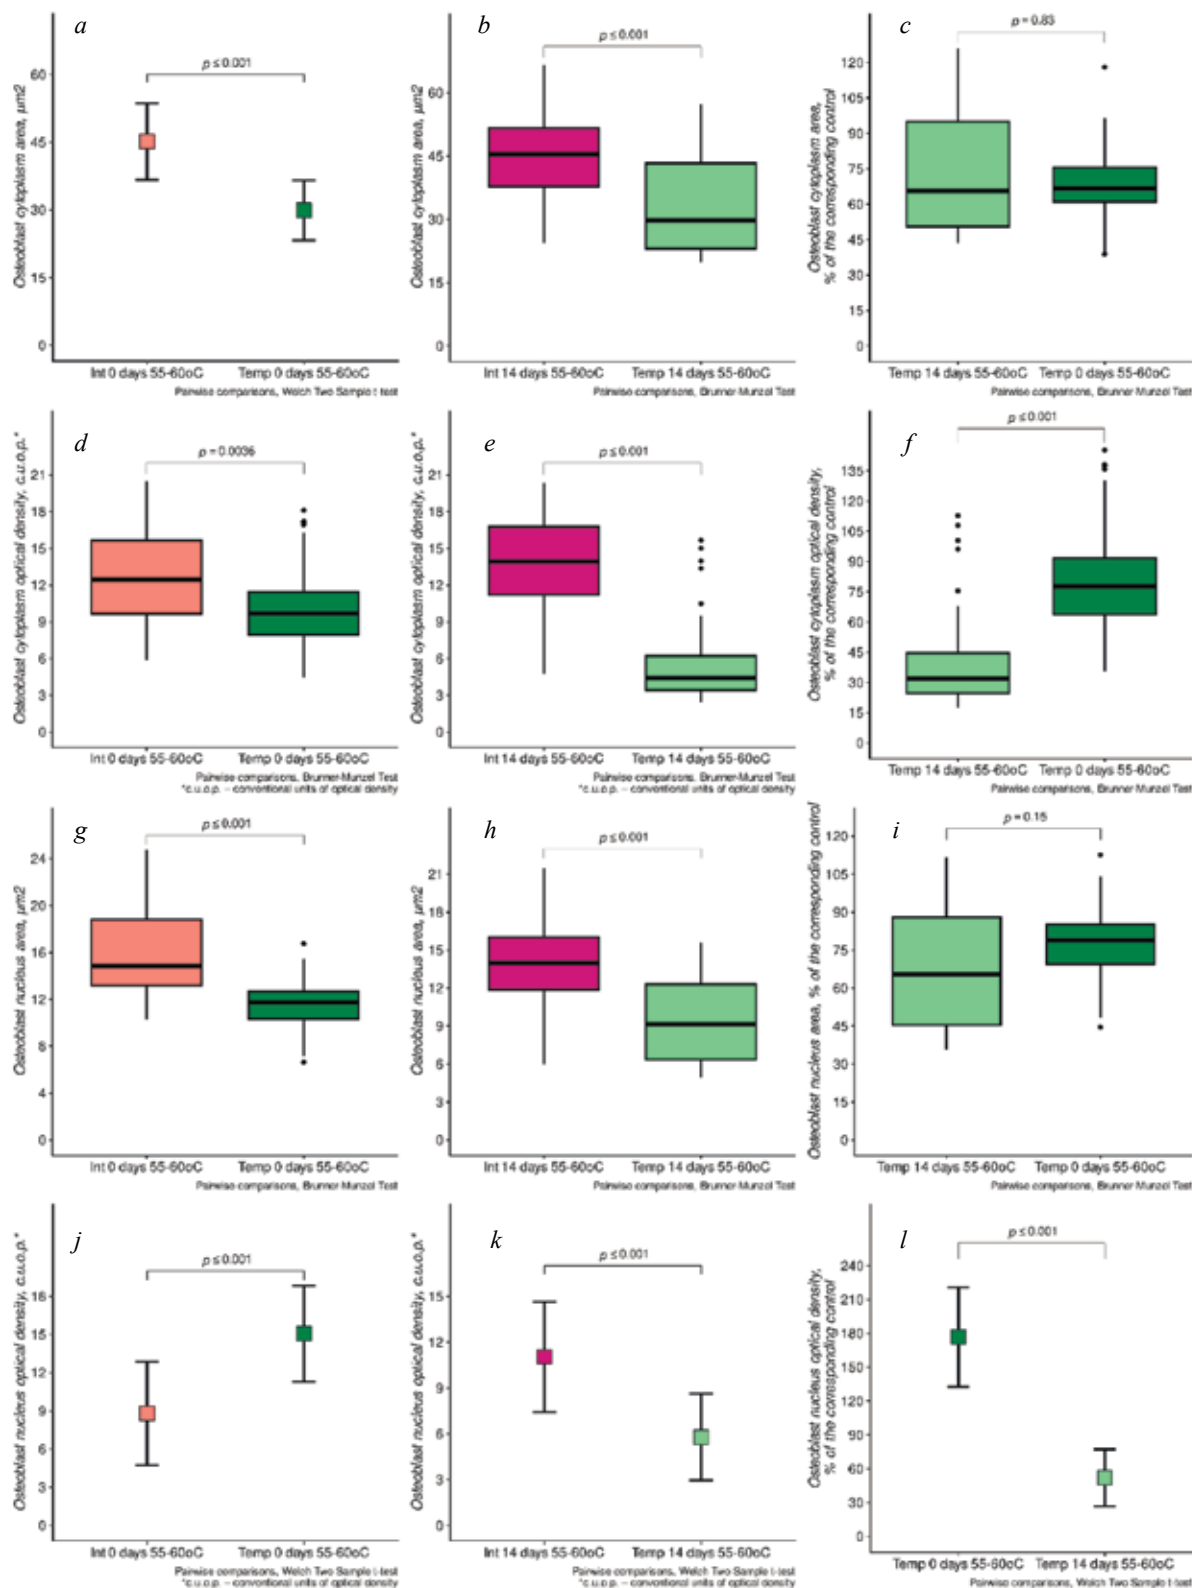 a
p ≤ 0.001
Osteoblast cytoplasm area, µm2
60
45
30
15
0
Int 0 days 55-60oC
Temp 0 days 55-60oC
Pairwise comparisons, Welch Two Sample t-test
b
p ≤ 0.001
Osteoblast cytoplasm area, µm2
60
45
30
15
0
Int 14 days 55-60oC
Temp 14 days 55-60oC
Pairwise comparisons, Brunner-Munzel Test
c
p = 0.83
Osteoblast cytoplasm area,
% of the corresponding control
120
105
90
75
60
45
30
15
0
Temp 14 days 55-60oC
Temp 0 days 55-60oC
Pairwise comparisons, Brunner-Munzel Test
d
p = 0.0036
Osteoblast cytoplasm optical density, c.u.o.p.*
21
18
15
12
9
6
3
0
Int 0 days 55-60oC
Temp 0 days 55-60oC
Pairwise comparisons, Brunner-Munzel Test
*c.u.o.p. – conventional units of optical density
e
p ≤ 0.001
Osteoblast cytoplasm optical density, c.u.o.p.*
21
18
15
12
9
6
3
0
Int 14 days 55-60oC
Temp 14 days 55-60oC
Pairwise comparisons, Brunner-Munzel Test
*c.u.o.p. – conventional units of optical density
f
p ≤ 0.001
Osteoblast cytoplasm optical density,
% of the corresponding control
135
120
105
90
75
60
45
30
15
0
Temp 14 days 55-60oC
Temp 0 days 55-60oC
Pairwise comparisons, Brunner-Munzel Test
g
p ≤ 0.001
Osteoblast nucleus area, µm2
24
20
16
12
8
4
0
Int 0 days 55-60oC
Temp 0 days 55-60oC
Pairwise comparisons, Brunner-Munzel Test
h
p ≤ 0.001
Osteoblast nucleus area, µm2
21
18
15
12
9
6
3
0
Int 14 days 55-60oC
Temp 14 days 55-60oC
Pairwise comparisons, Brunner-Munzel Test
i
p = 0.15
Osteoblast nucleus area, % of the corresponding control
120
105
90
75
60
45
30
15
0
Temp 14 days 55-60oC
Temp 0 days 55-60oC
Pairwise comparisons, Brunner-Munzel Test
j
p ≤ 0.001
Osteoblast nucleus optical density, c.u.o.p.*
18
15
12
9
6
3
0
Int 0 days 55-60oC
Temp 0 days 55-60oC
Pairwise comparisons, Welch Two Sample t-test
*c.u.o.p. – conventional units of optical density
k
p ≤ 0.001
Osteoblast nucleus optical density, c.u.o.p.*
15
12
9
6
3
0
Int 14 days 55-60oC
Temp 14 days 55-60oC
Pairwise comparisons, Welch Two Sample t-test
*c.u.o.p. – conventional units of optical density
l
p ≤ 0.001
Osteoblast nucleus optical density,
% of the corresponding control
240
210
180
150
120
90
60
30
0
Temp 0 days 55-60oC
Temp 14 days 55-60oC
Pairwise comparisons, Welch Two Sample t-test